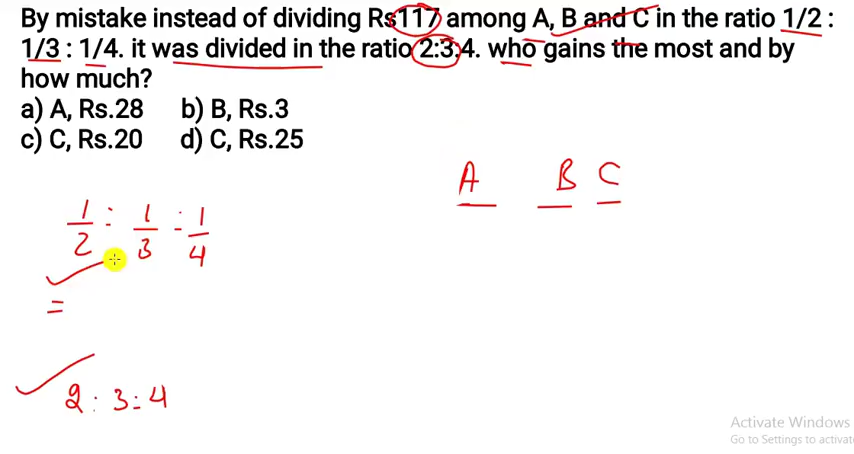 By mistake instead of dividing Rs117 among A, B and C in the ratio 1/2 :
1/3 : 1/4. it was divided in the ratio 2:3:4. who gains the most and by
how much?
a) A, Rs.28 b) B, Rs.3
c) C, Rs.20 d) C, Rs.25
A B C
1/2 : 1/3 : 1/4
=
2 : 3 : 4
Activate Windows
Go to Settings to activate